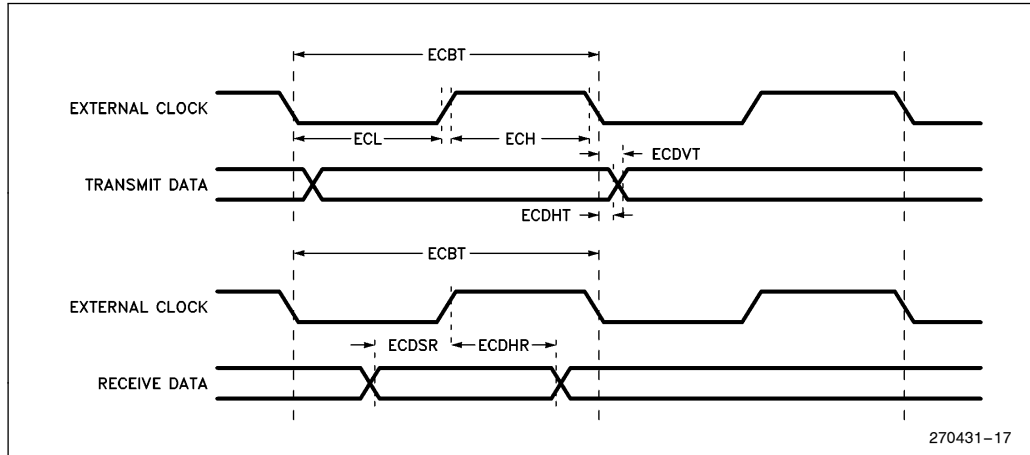 ECBT
EXTERNAL CLOCK
ECL ECH
ECDVT
TRANSMIT DATA
ECDHT
ECBT
EXTERNAL CLOCK
ECDSR ECDHR
RECEIVE DATA
270431–17